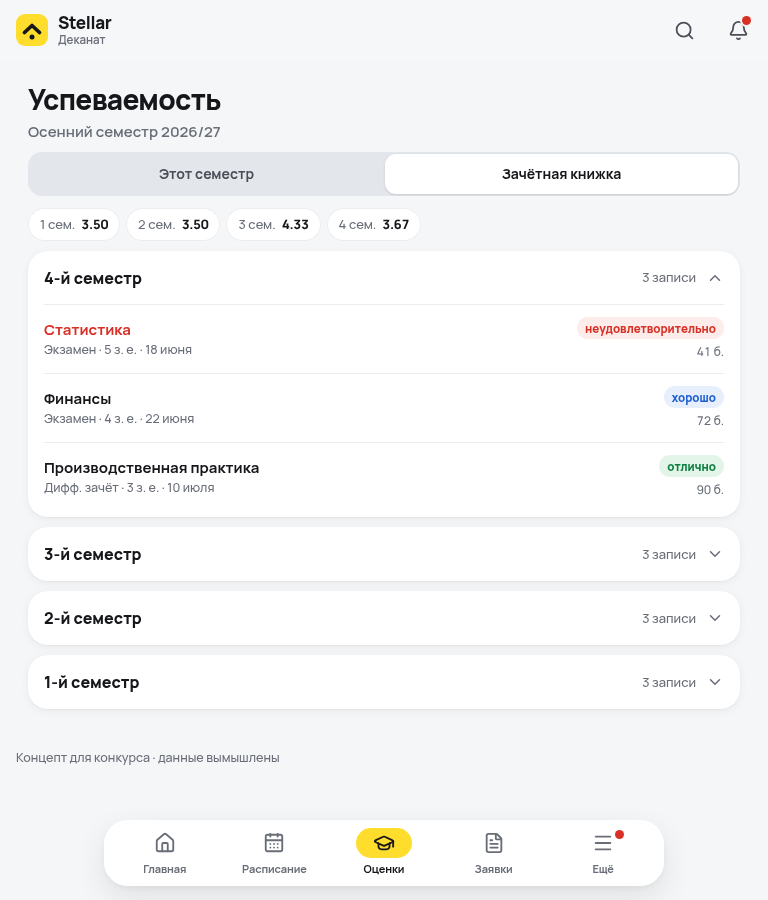 Stellar
Деканат
Успеваемость
Осенний семестр 2026/27
Этот семестр
Зачётная книжка
1 сем. 3.50
2 сем. 3.50
3 сем. 4.33
4 сем. 3.67
4-й семестр
3 записи
Статистика
неудовлетворительно
Экзамен · 5 з. е. · 18 июня
41 б.
Финансы
хорошо
Экзамен · 4 з. е. · 22 июня
72 б.
Производственная практика
отлично
Дифф. зачёт · 3 з. е. · 10 июля
90 б.
3-й семестр
3 записи
2-й семестр
3 записи
1-й семестр
3 записи
Концепт для конкурса · данные вымышлены
Главная
Расписание
Оценки
Заявки
Ещё